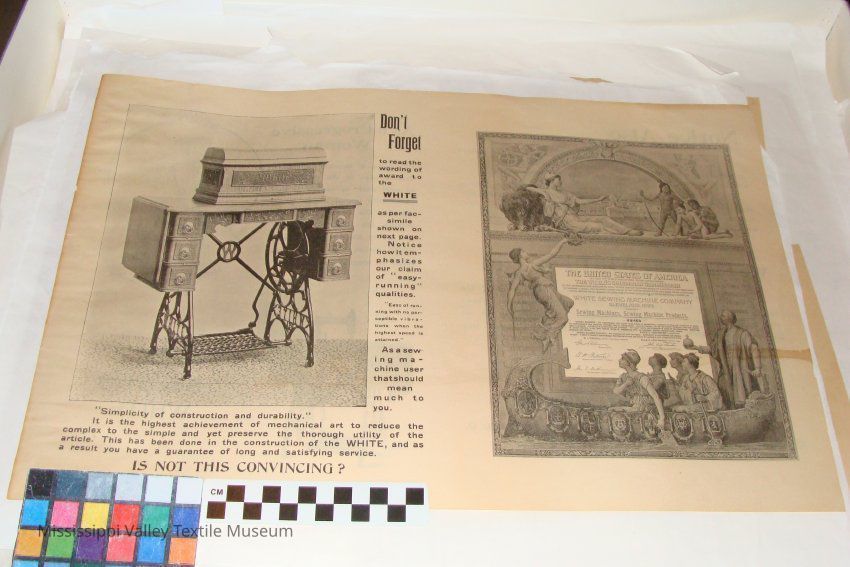 Don't
Forget
to read the
wording of
award to
the
WHITE
as per fac-
simile
shown on
next page.
Notice
how it em-
phasizes
our claim
of "easy-
running"
qualities.
"Ease of run-
ning with no per-
ceptible vibra-
tions when the
highest speed is
attained."
As a sew-
ing ma-
chine user
that should
mean
much to
you.
"Simplicity of construction and durability."
It is the highest achievement of mechanical art to reduce the
complex to the simple and yet preserve the thorough utility of the
article. This has been done in the construction of the WHITE, and as
a result you have a guarantee of long and satisfying service.
IS NOT THIS CONVINCING?
THE UNITED STATES OF AMERICA
WHITE SEWING MACHINE COMPANY
Sewing Machines, Sewing Machine Products.
CM
Mississippi Valley Textile Museum